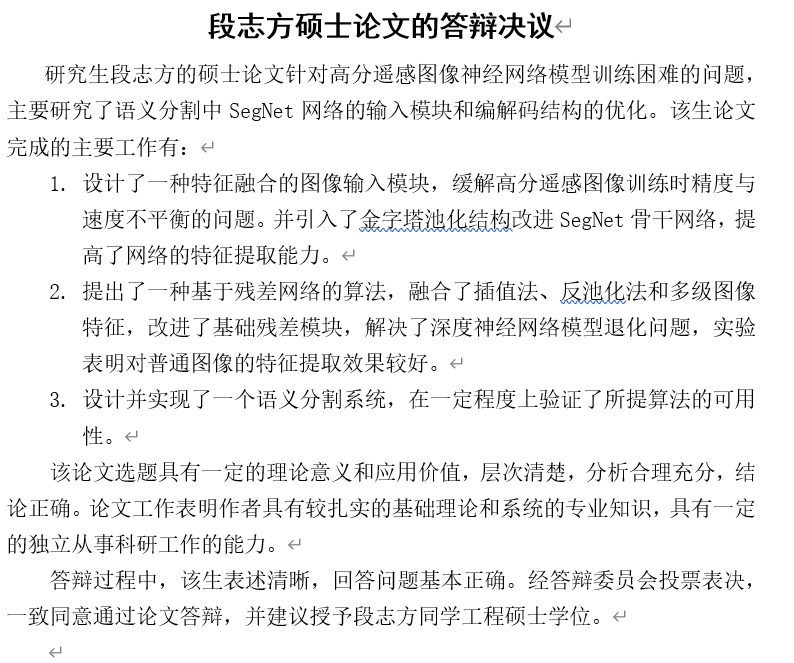 段志方硕士论文的答辩决议
研究生段志方的硕士论文针对高分遥感图像神经网络模型训练困难的问题，
主要研究了语义分割中 SegNet 网络的输入模块和编解码结构的优化。该生论文
完成的主要工作有：
1. 设计了一种特征融合的图像输入模块，缓解高分遥感图像训练时精度与
速度不平衡的问题。并引入了金字塔池化结构改进 SegNet 骨干网络，提
高了网络的特征提取能力。
2. 提出了一种基于残差网络的算法，融合了插值法、反池化法和多级图像
特征，改进了基础残差模块，解决了深度神经网络模型退化问题，实验
表明对普通图像的特征提取效果较好。
3. 设计并实现了一个语义分割系统，在一定程度上验证了所提算法的可用
性。
该论文选题具有一定的理论意义和应用价值，层次清楚，分析合理充分，结
论正确。论文工作表明作者具有较扎实的基础理论和系统的专业知识，具有一定
的独立从事科研工作的能力。
答辩过程中，该生表述清晰，回答问题基本正确。经答辩委员会投票表决，
一致同意通过论文答辩，并建议授予段志方同学工程硕士学位。